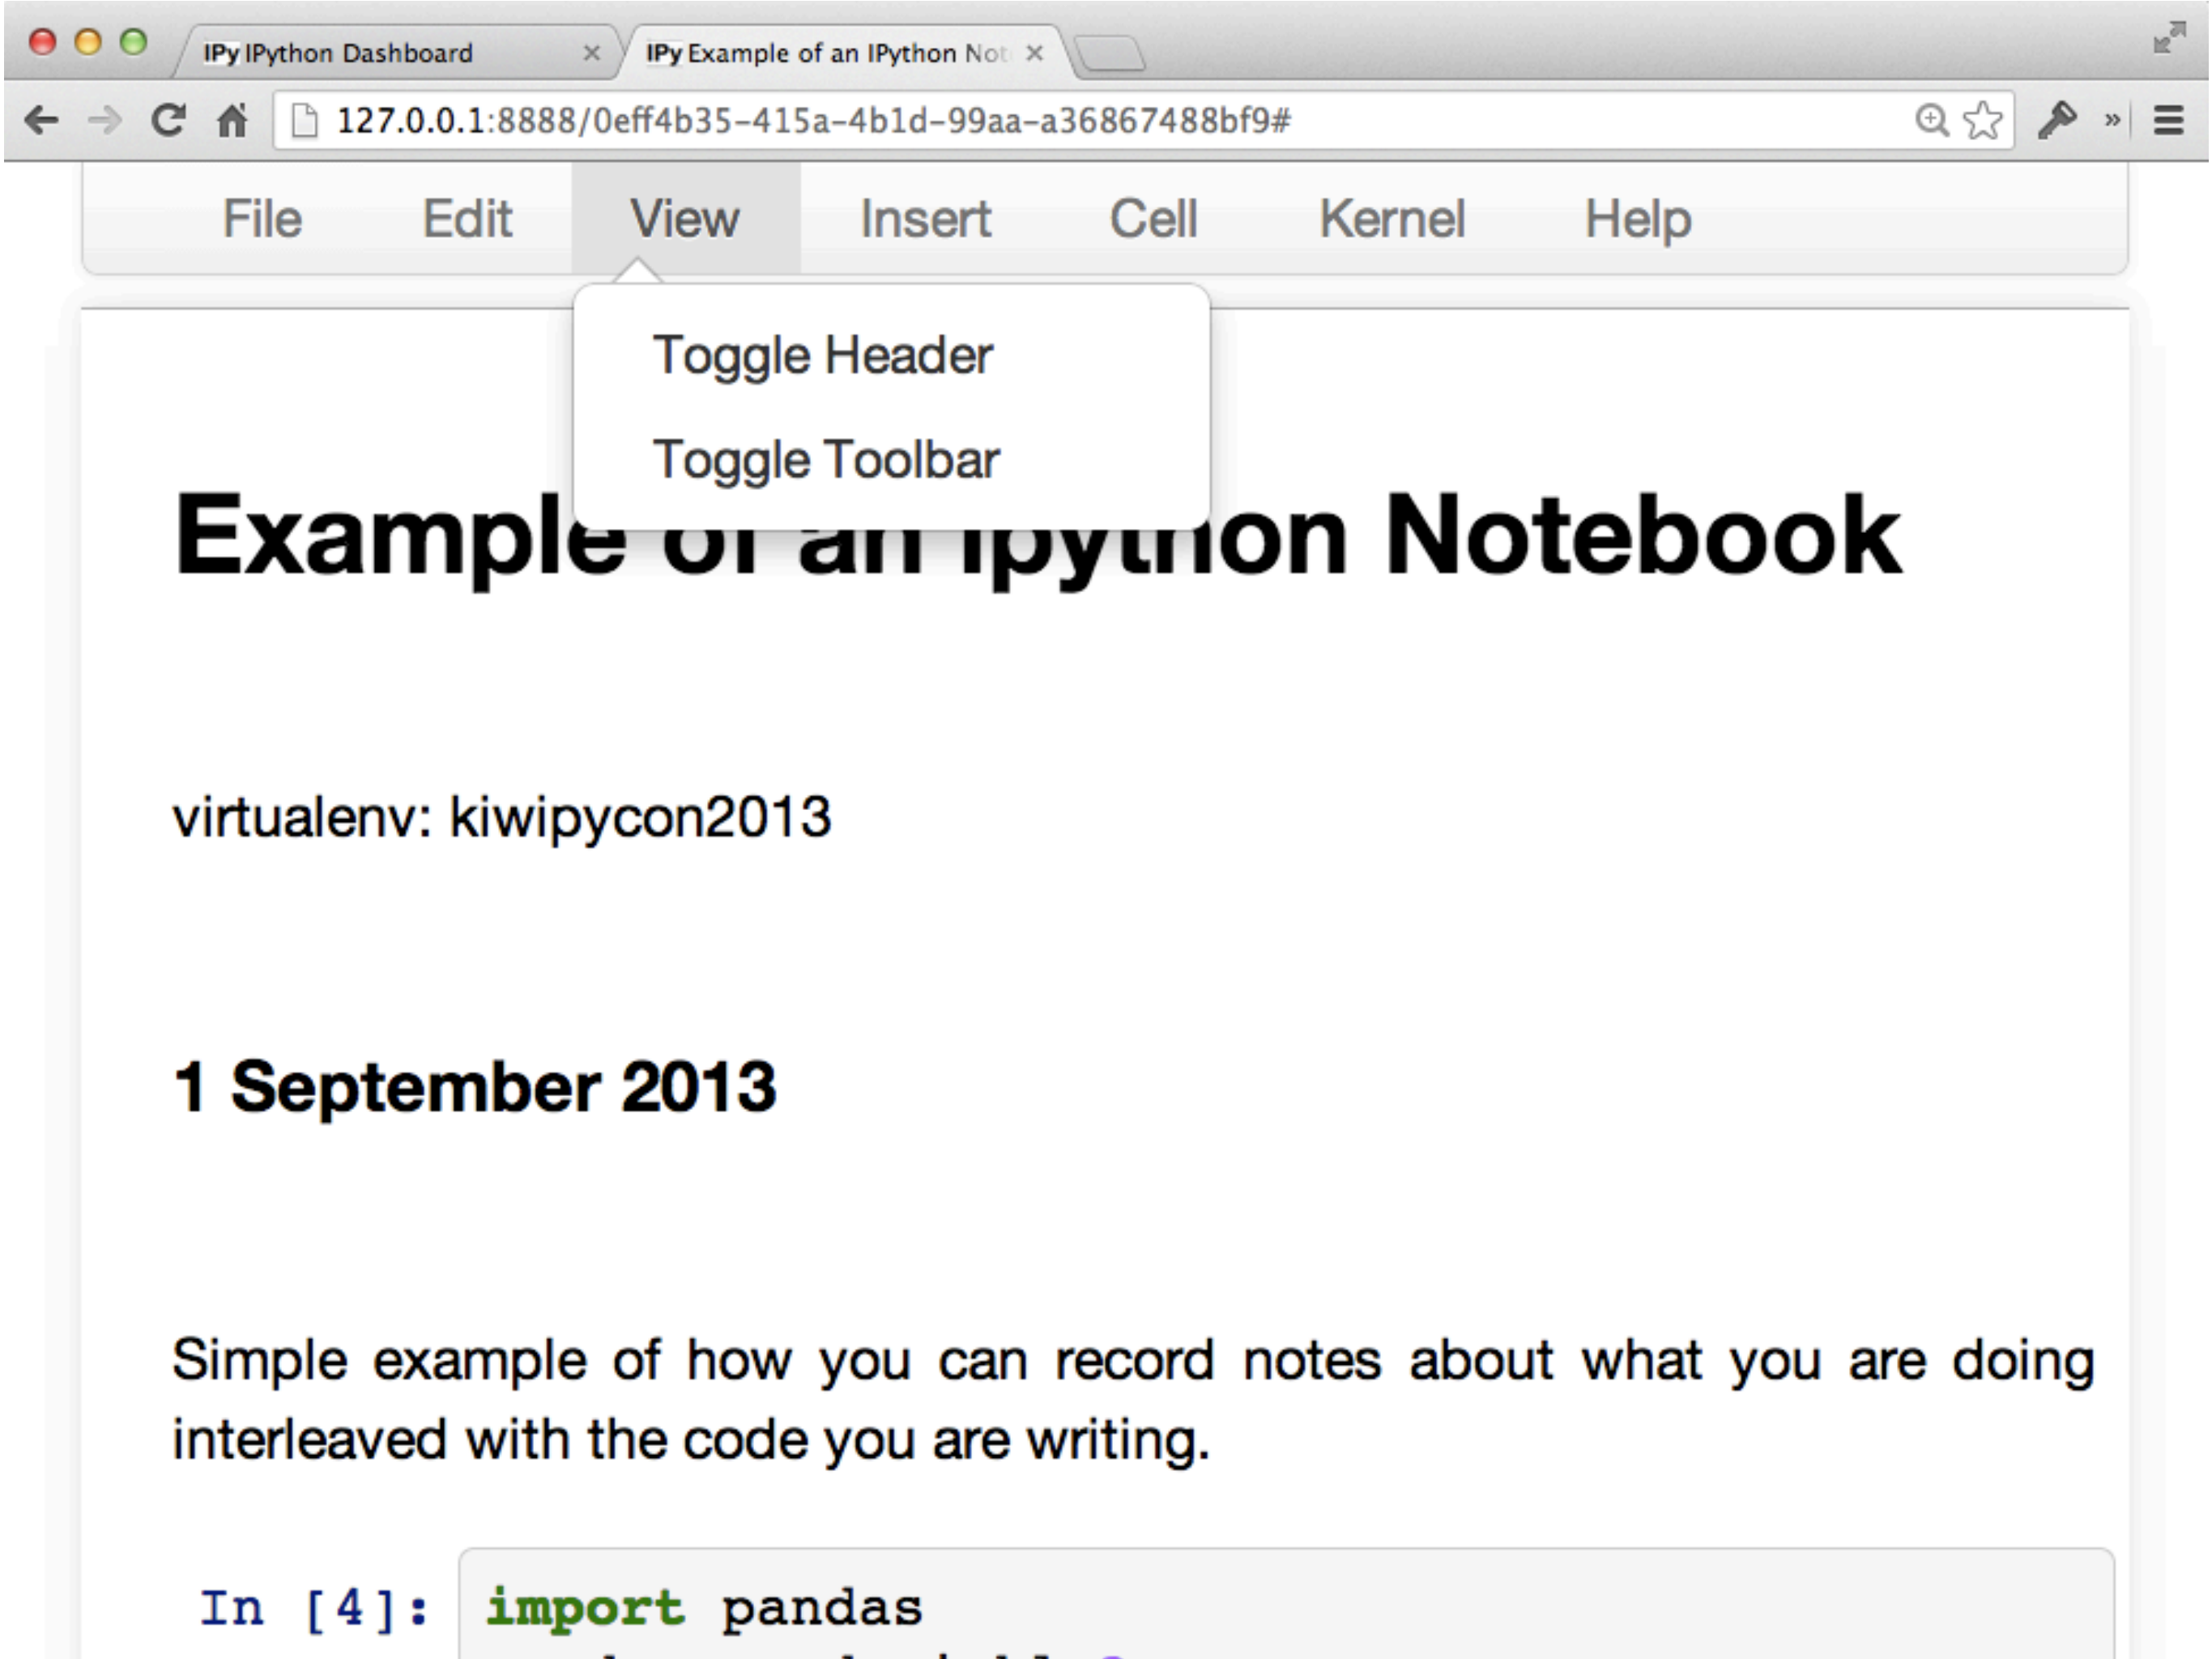 IPy IPython Dashboard
IPy Example of an IPython Not
127.0.0.1:8888/0eff4b35-415a-4b1d-99aa-a36867488bf9#
File Edit View Insert Cell Kernel Help
Toggle Header
Toggle Toolbar
Example of an Ipython Notebook
virtualenv: kiwipycon2013
1 September 2013
Simple example of how you can record notes about what you are doing
interleaved with the code you are writing.
In [4]: import pandas